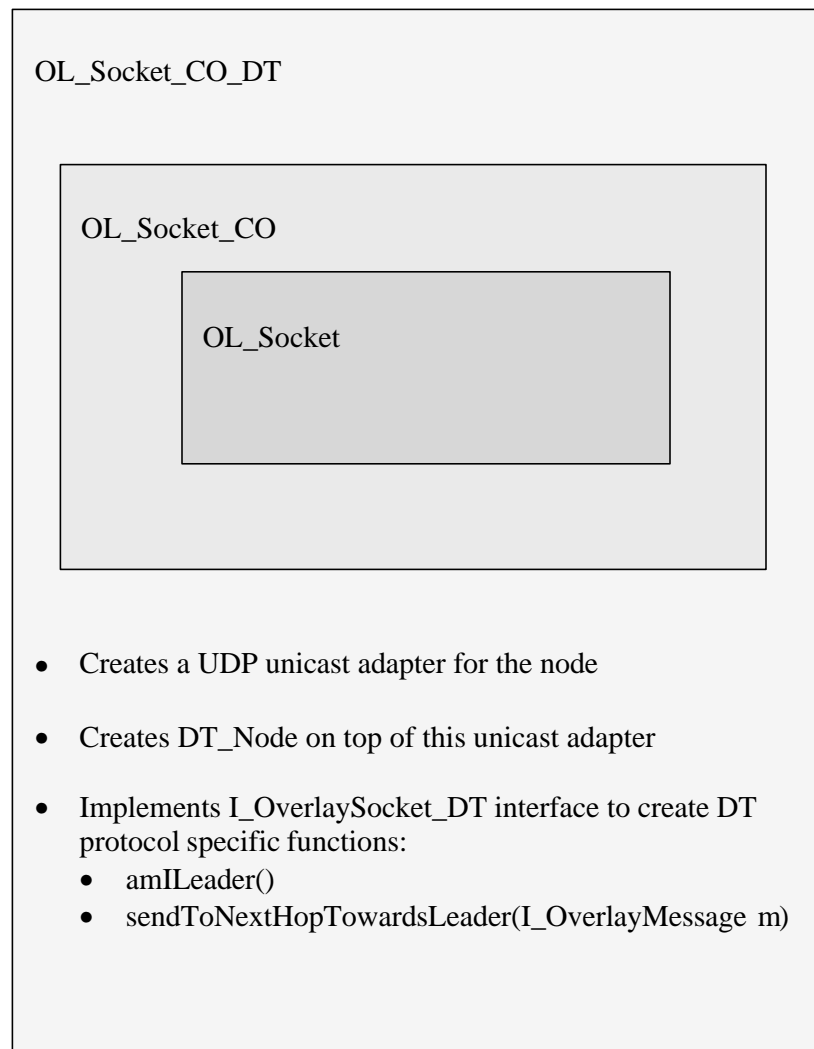 OL_Socket_CO_DT
OL_Socket_CO
OL_Socket
• Creates a UDP unicast adapter for the node
• Creates DT_Node on top of this unicast adapter
• Implements I_OverlaySocket_DT interface to create DT
protocol specific functions:
• amILeader()
• sendToNextHopTowardsLeader(I_OverlayMessage m)